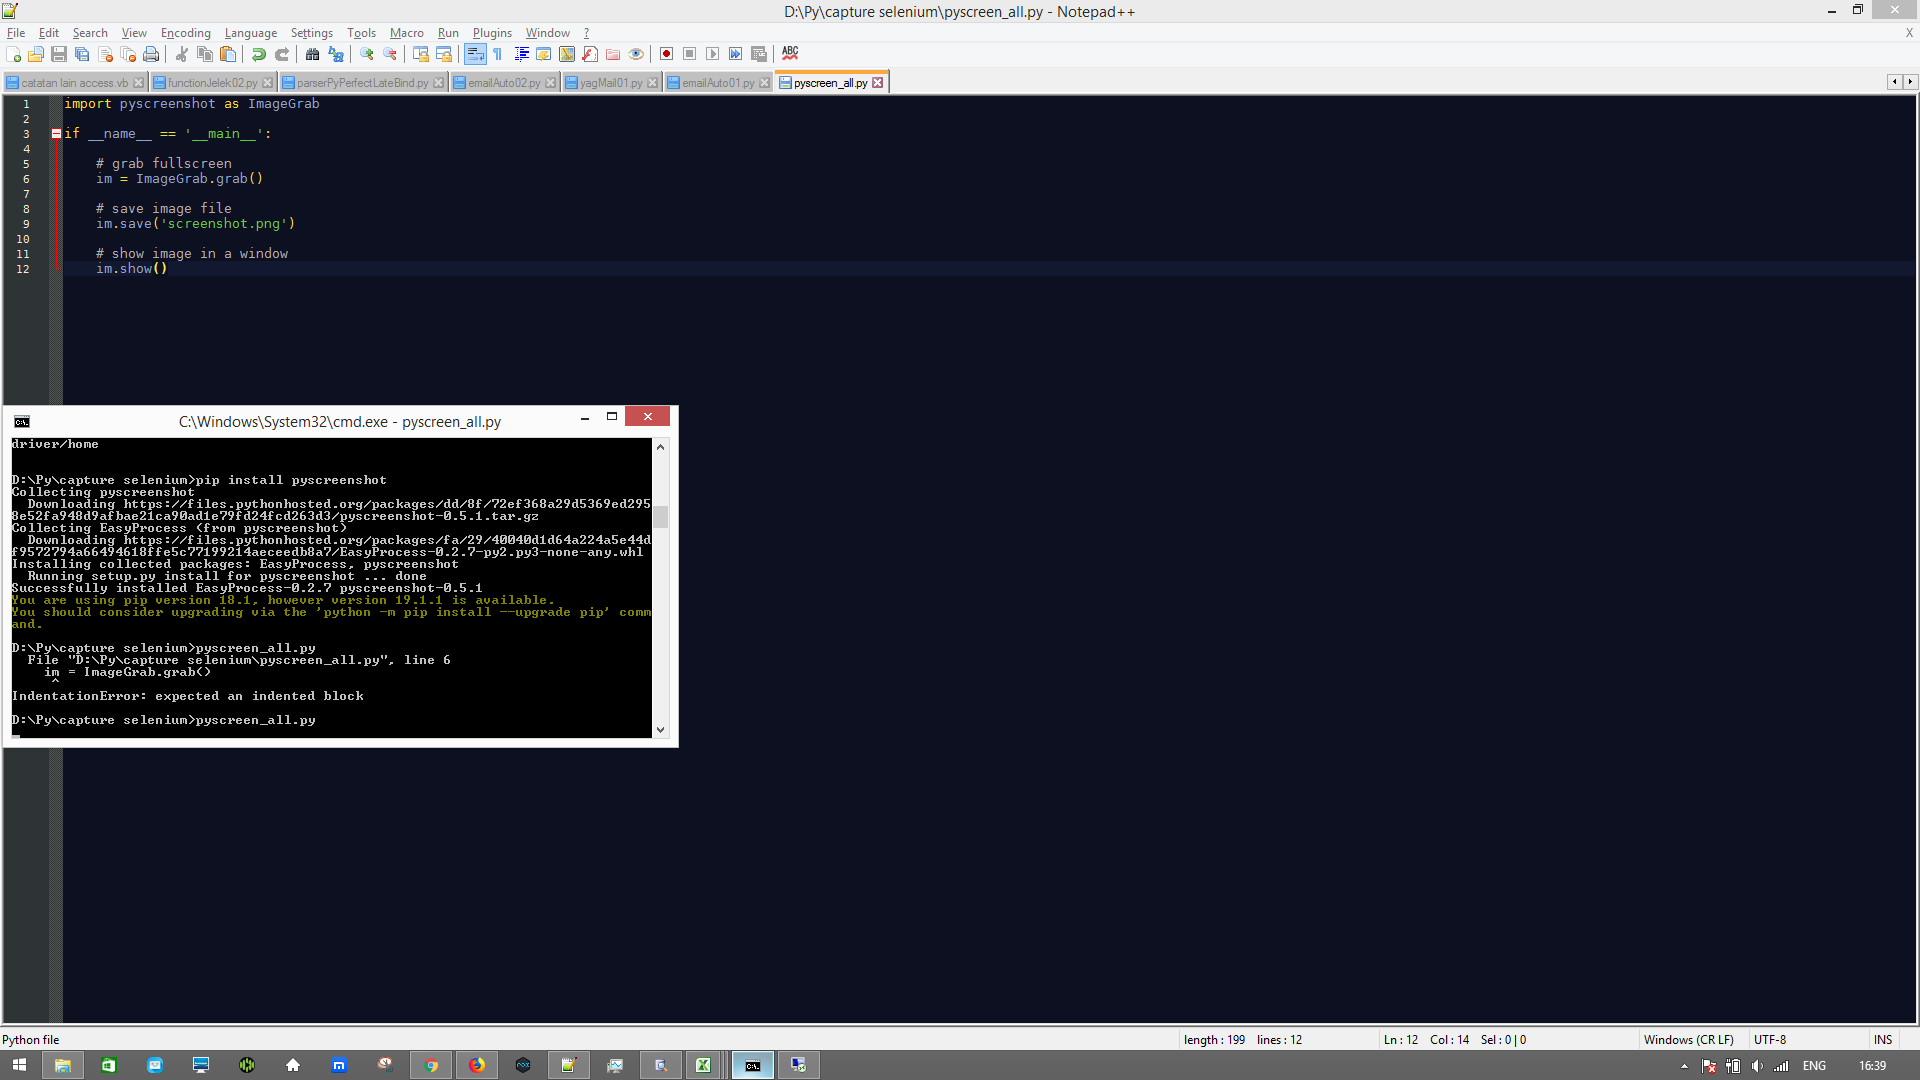 D:\Py\capture selenium\pyscreen_all.py - Notepad++
File Edit Search View Encoding Language Settings Tools Macro Run Plugins Window ? X
ABC
catatan lain access.vb functionJelek02.py parserPyPerfectLateBind.py emailAuto02.py yagMail01.py emailAuto01.py pyscreen_all.py
1 import pyscreenshot as ImageGrab
2
3 if __name__ == '__main__':
4
5 # grab fullscreen
6 im = ImageGrab.grab()
7
8 # save image file
9 im.save('screenshot.png')
10
11 # show image in a window
12 im.show()
C:\Windows\System32\cmd.exe - pyscreen_all.py
driver/home
D:\Py\capture selenium>pip install pyscreenshot
Collecting pyscreenshot
Downloading https://files.pythonhosted.org/packages/dd/8f/72ef368a29d5369ed295
8e52fa948d9afbae21ca90ad1e79fd24fcd263d3/pyscreenshot-0.5.1.tar.gz
Collecting EasyProcess (from pyscreenshot)
Downloading https://files.pythonhosted.org/packages/fa/29/40040d1d64a224a5e44d
f9572794a66494618ffe5c77199214aeceedb8a7/EasyProcess-0.2.7-py2.py3-none-any.whl
Installing collected packages: EasyProcess, pyscreenshot
Running setup.py install for pyscreenshot ... done
Successfully installed EasyProcess-0.2.7 pyscreenshot-0.5.1
You are using pip version 18.1, however version 19.1.1 is available.
You should consider upgrading via the 'python -m pip install --upgrade pip' comm
and.
D:\Py\capture selenium>pyscreen_all.py
File "D:\Py\capture selenium\pyscreen_all.py", line 6
im = ImageGrab.grab()
^
IndentationError: expected an indented block
D:\Py\capture selenium>pyscreen_all.py
Python file length : 199 lines : 12 Ln : 12 Col : 14 Sel : 0 | 0 Windows (CR LF) UTF-8 INS
ENG 16:39